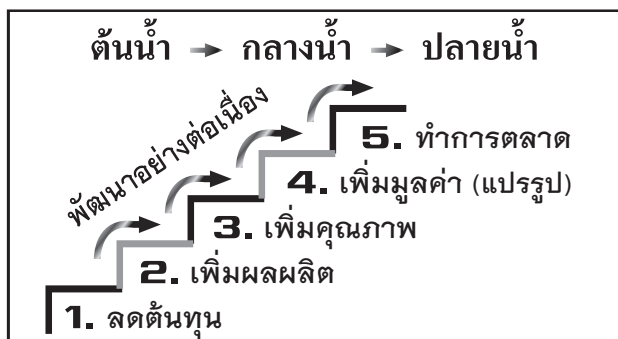 ต้นน้ำ → กลางน้ำ → ปลายน้ำ
พัฒนาอย่างต่อเนื่อง
5. ทำการตลาด
4. เพิ่มมูลค่า (แปรรูป)
3. เพิ่มคุณภาพ
2. เพิ่มผลผลิต
1. ลดต้นทุน